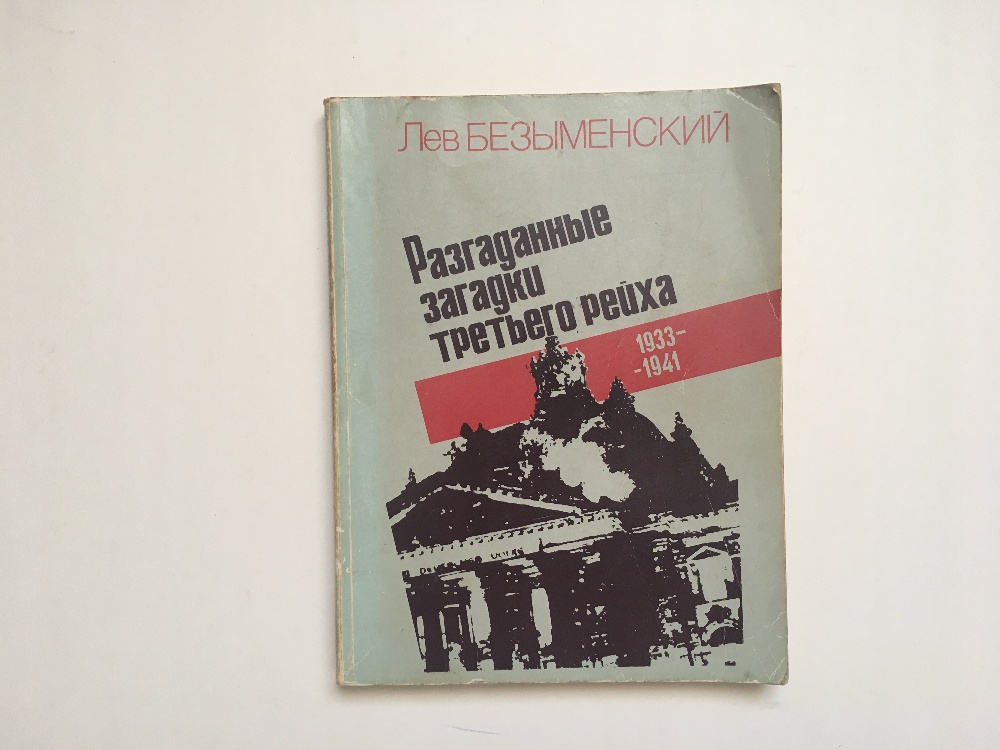 Лев БЕЗЫМЕНСКИЙ
Разгаданные
загадки
третьего рейха
1933–
-1941